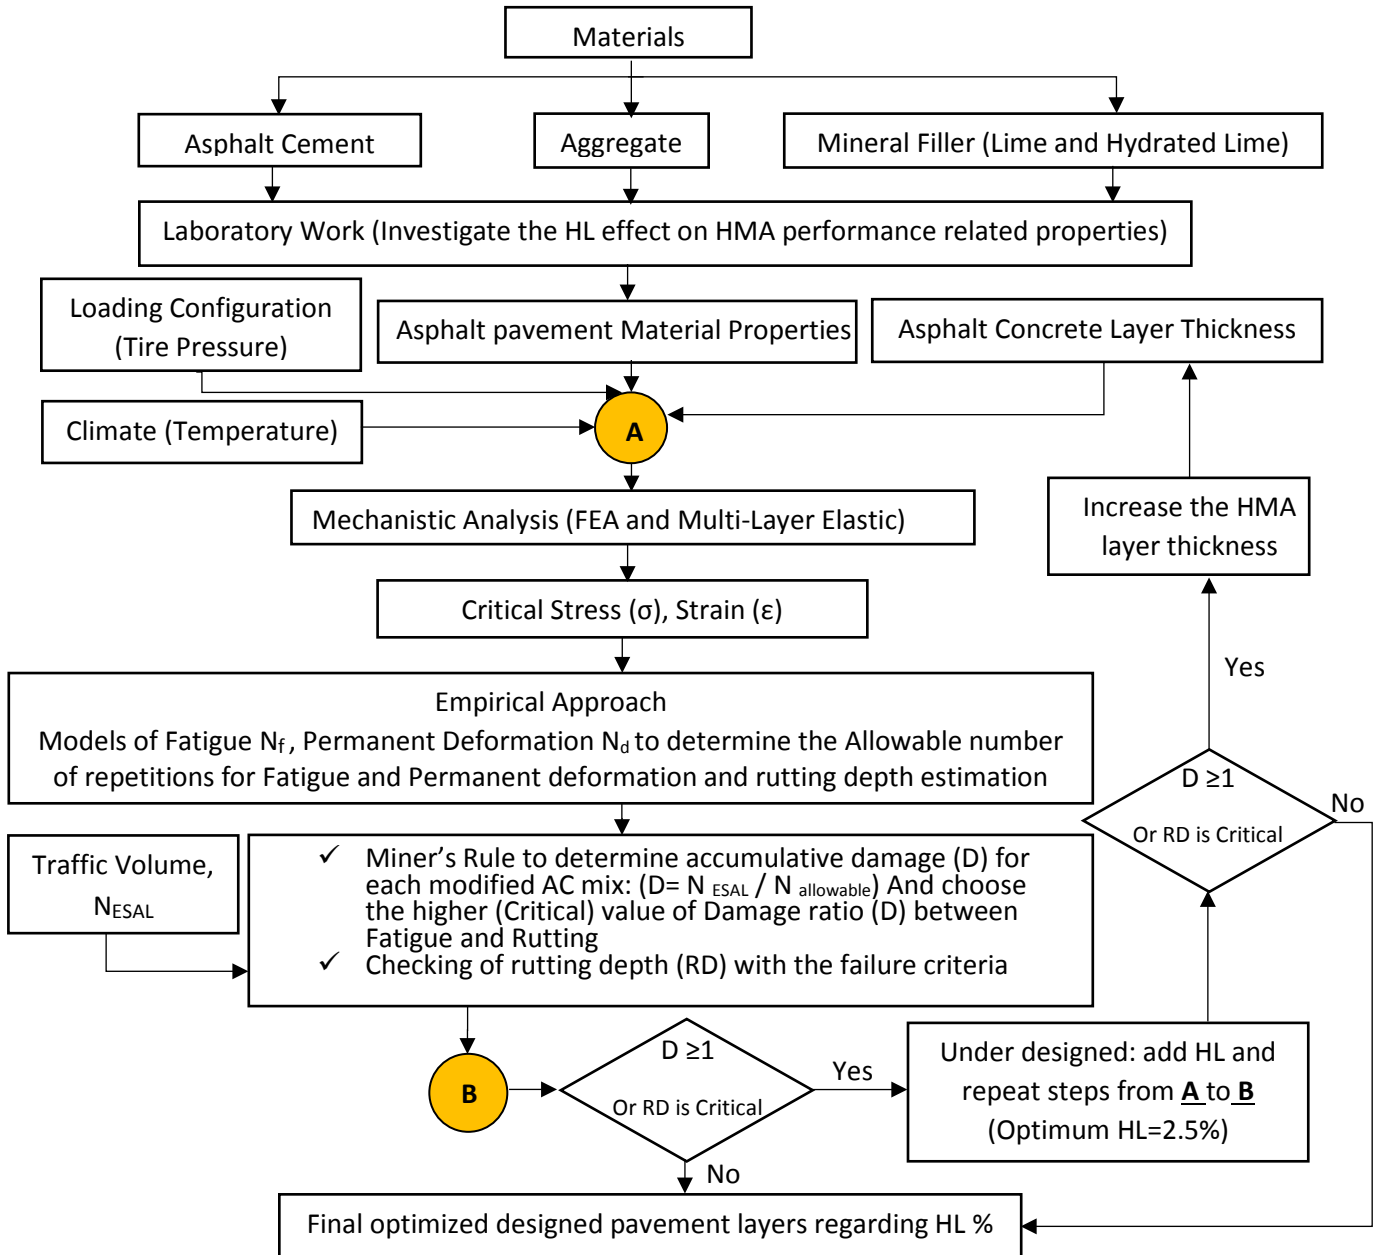 Materials
Asphalt Cement
Aggregate
Mineral Filler (Lime and Hydrated Lime)
Laboratory Work (Investigate the HL effect on HMA performance related properties)
Loading Configuration
(Tire Pressure)
Asphalt pavement Material Properties
Asphalt Concrete Layer Thickness
Climate (Temperature)
A
Mechanistic Analysis (FEA and Multi-Layer Elastic)
Increase the HMA
layer thickness
Critical Stress (σ), Strain (ε)
Yes
Empirical Approach
Models of Fatigue Nf , Permanent Deformation Nd to determine the Allowable number
of repetitions for Fatigue and Permanent deformation and rutting depth estimation
D ≥1
Or RD is Critical
No
Traffic Volume,
NESAL
✓ Miner’s Rule to determine accumulative damage (D) for
each modified AC mix: (D= N ESAL / N allowable) And choose
the higher (Critical) value of Damage ratio (D) between
Fatigue and Rutting
✓ Checking of rutting depth (RD) with the failure criteria
B
D ≥1
Or RD is Critical
Yes
Under designed: add HL and
repeat steps from A to B
(Optimum HL=2.5%)
No
Final optimized designed pavement layers regarding HL %